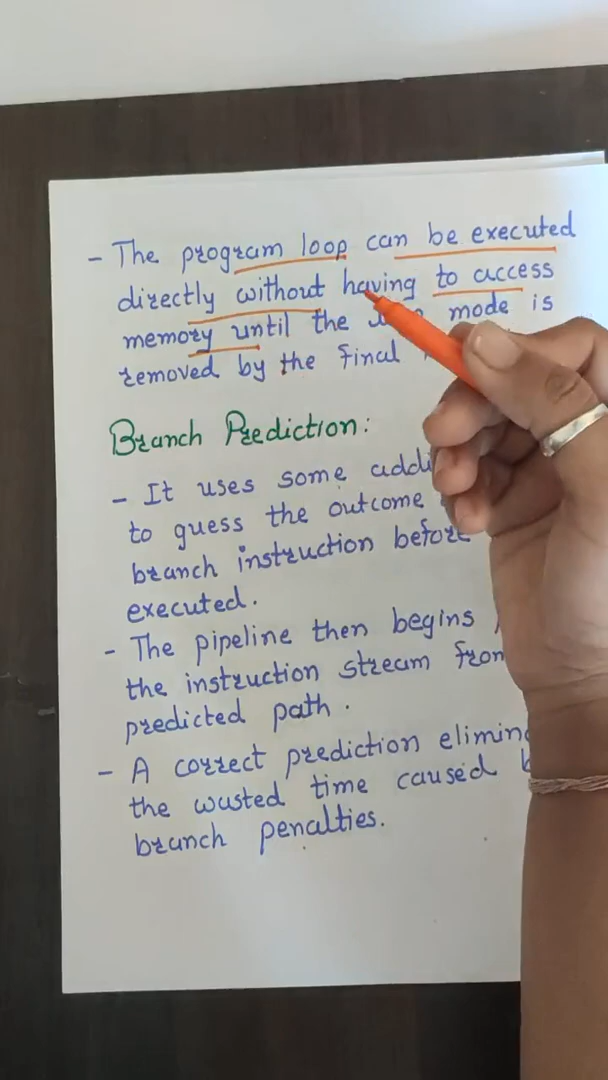 - The program loop can be executed
directly without having to access
memory until the mode is
removed by the final
Branch Prediction:
- It uses some
to guess the outcome
branch instruction before
executed.
- The pipeline then begins
the instruction stream from
predicted path.
- A correct prediction
the wasted time caused
branch penalties.